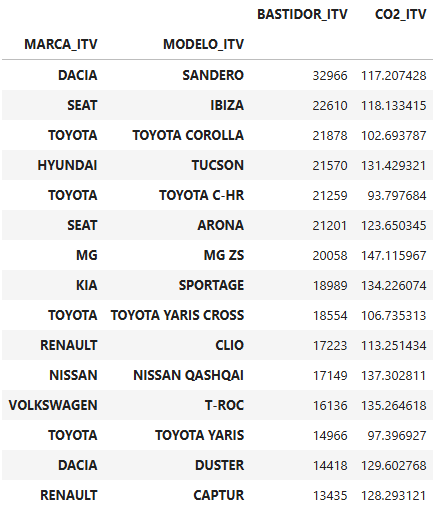 BASTIDOR_ITV CO2_ITV
MARCA_ITV MODELO_ITV
DACIA SANDERO 32966 117.207428
SEAT IBIZA 22610 118.133415
TOYOTA TOYOTA COROLLA 21878 102.693787
HYUNDAI TUCSON 21570 131.429321
TOYOTA TOYOTA C-HR 21259 93.797684
SEAT ARONA 21201 123.650345
MG MG ZS 20058 147.115967
KIA SPORTAGE 18989 134.226074
TOYOTA TOYOTA YARIS CROSS 18554 106.735313
RENAULT CLIO 17223 113.251434
NISSAN NISSAN QASHQAI 17149 137.302811
VOLKSWAGEN T-ROC 16136 135.264618
TOYOTA TOYOTA YARIS 14966 97.396927
DACIA DUSTER 14418 129.602768
RENAULT CAPTUR 13435 128.293121